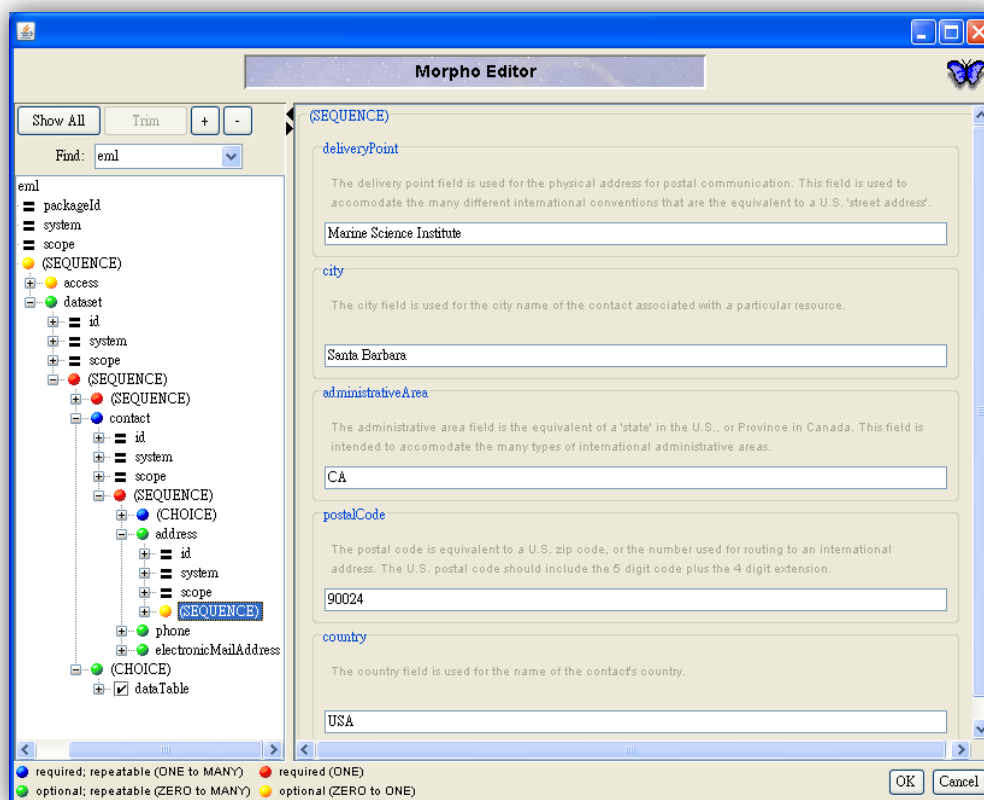 Morpho Editor
Show All
Trim
+
-
Find:
eml
eml
packageId
system
scope
(SEQUENCE)
access
dataset
id
system
scope
(SEQUENCE)
(SEQUENCE)
contact
id
system
scope
(SEQUENCE)
(CHOICE)
address
id
system
scope
(SEQUENCE)
phone
electronicMailAddress
(CHOICE)
dataTable
(SEQUENCE)
deliveryPoint
The delivery point field is used for the physical address for postal communication. This field is used to
accomodate the many different international conventions that are the equivalent to a U.S. 'street address'.
Marine Science Institute
city
The city field is used for the city name of the contact associated with a particular resource.
Santa Barbara
administrativeArea
The administrative area field is the equivalent of a 'state' in the U.S., or Province in Canada. This field is
intended to accomodate the many types of international administrative areas.
CA
postalCode
The postal code is equivalent to a U.S. zip code, or the number used for routing to an international
address. The U.S. postal code should include the 5 digit code plus the 4 digit extension.
90024
country
The country field is used for the name of the contact's country.
USA
required; repeatable (ONE to MANY)
required (ONE)
optional; repeatable (ZERO to MANY)
optional (ZERO to ONE)
OK
Cancel